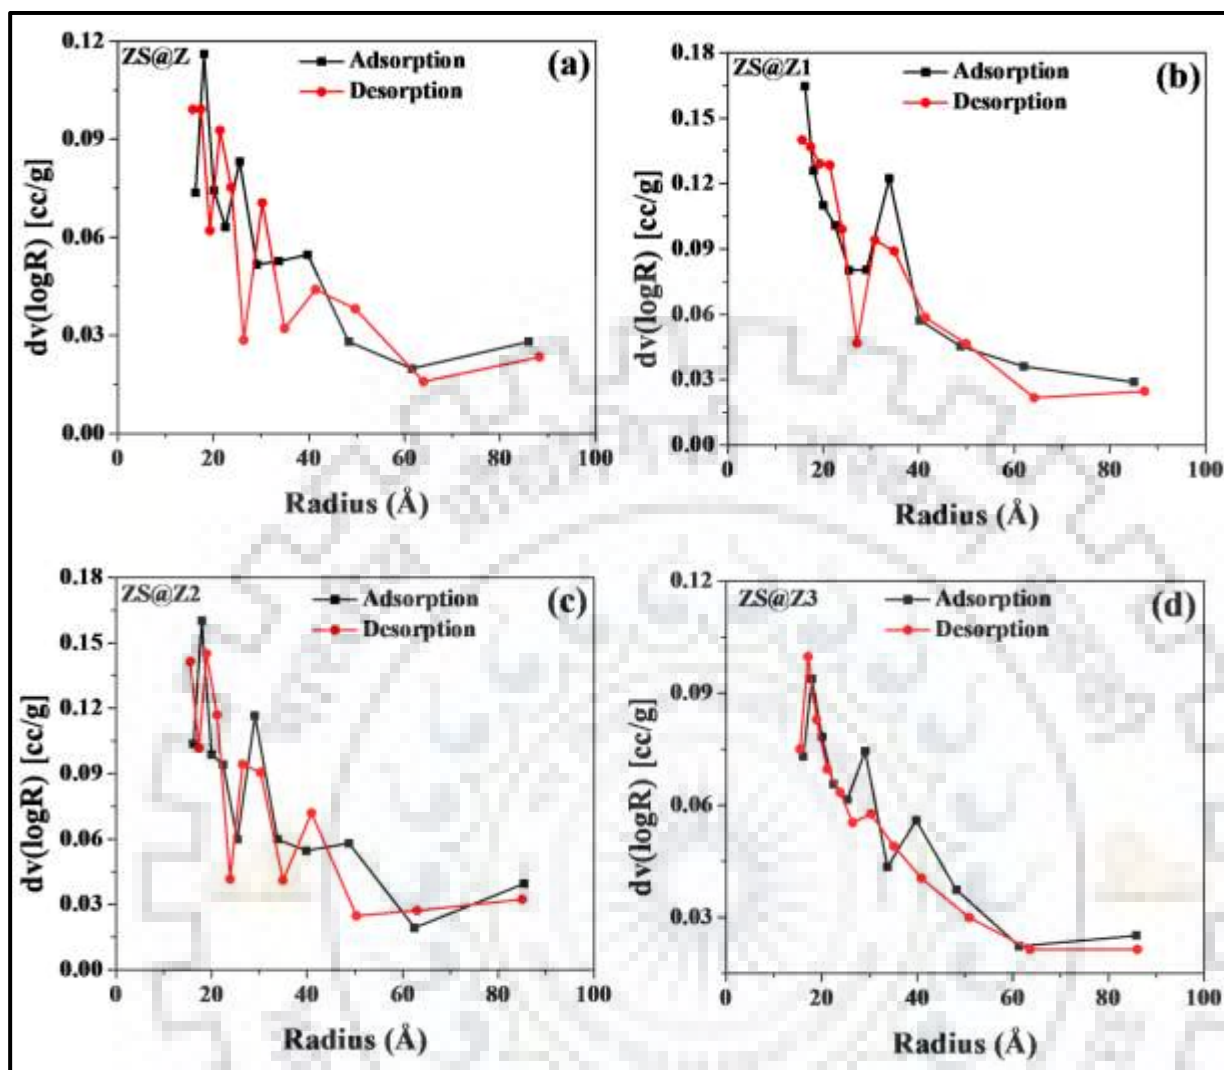 ZS@Z
Adsorption
Desorption
(a)
0.12
0.09
0.06
0.03
0.00
dv(logR) [cc/g]
0 20 40 60 80 100
Radius (Å)
ZS@Z1
Adsorption
Desorption
(b)
0.18
0.15
0.12
0.09
0.06
0.03
0.00
dv(logR) [cc/g]
0 20 40 60 80 100
Radius (Å)
ZS@Z2
Adsorption
Desorption
(c)
0.18
0.15
0.12
0.09
0.06
0.03
0.00
dv(logR) [cc/g]
0 20 40 60 80 100
Radius (Å)
ZS@Z3
Adsorption
Desorption
(d)
0.12
0.09
0.06
0.03
dv(logR) [cc/g]
0 20 40 60 80 100
Radius (Å)